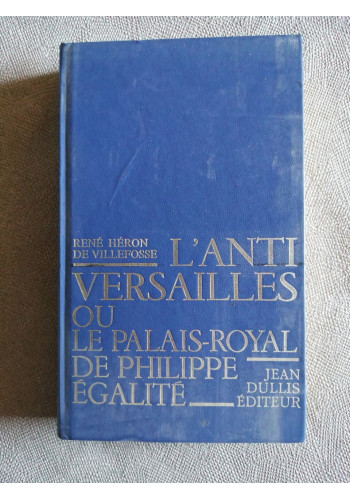 RENÉ HÉRON
DE VILLEFOSSE
L'ANTI
VERSAILLES
OU
LE PALAIS-ROYAL
DE PHILIPPE
ÉGALITÉ
JEAN
DULLIS
ÉDITEUR